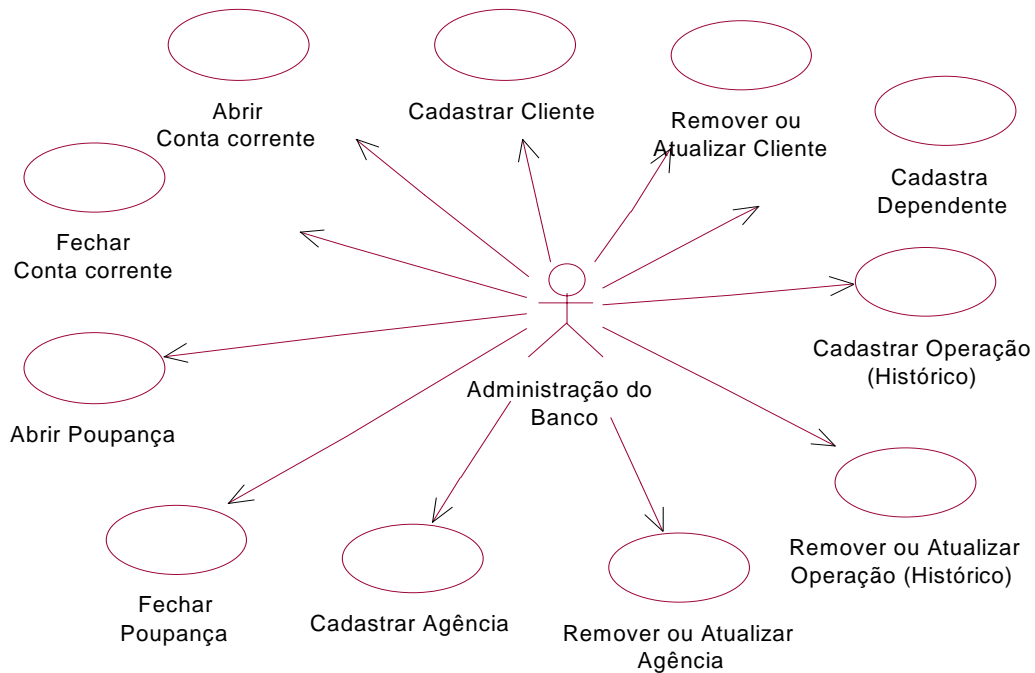 Abrir
Conta corrente
Cadastrar Cliente
Remover ou
Atualizar Cliente
Cadastra
Dependente
Fechar
Conta corrente
Cadastrar Operação
(Histórico)
Administração do
Banco
Abrir Poupança
Remover ou Atualizar
Operação (Histórico)
Fechar
Poupança
Cadastrar Agência
Remover ou Atualizar
Agência